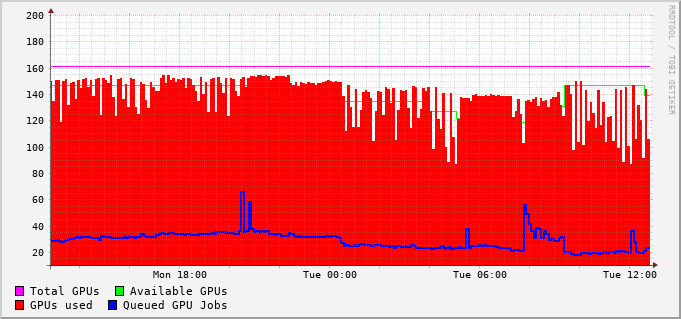 200
180
160
140
120
100
80
60
40
20
Mon 18:00 Tue 00:00 Tue 06:00 Tue 12:00
Total GPUs Available GPUs
GPUs used Queued GPU Jobs
RRDTOOL / TOBI OETIKER